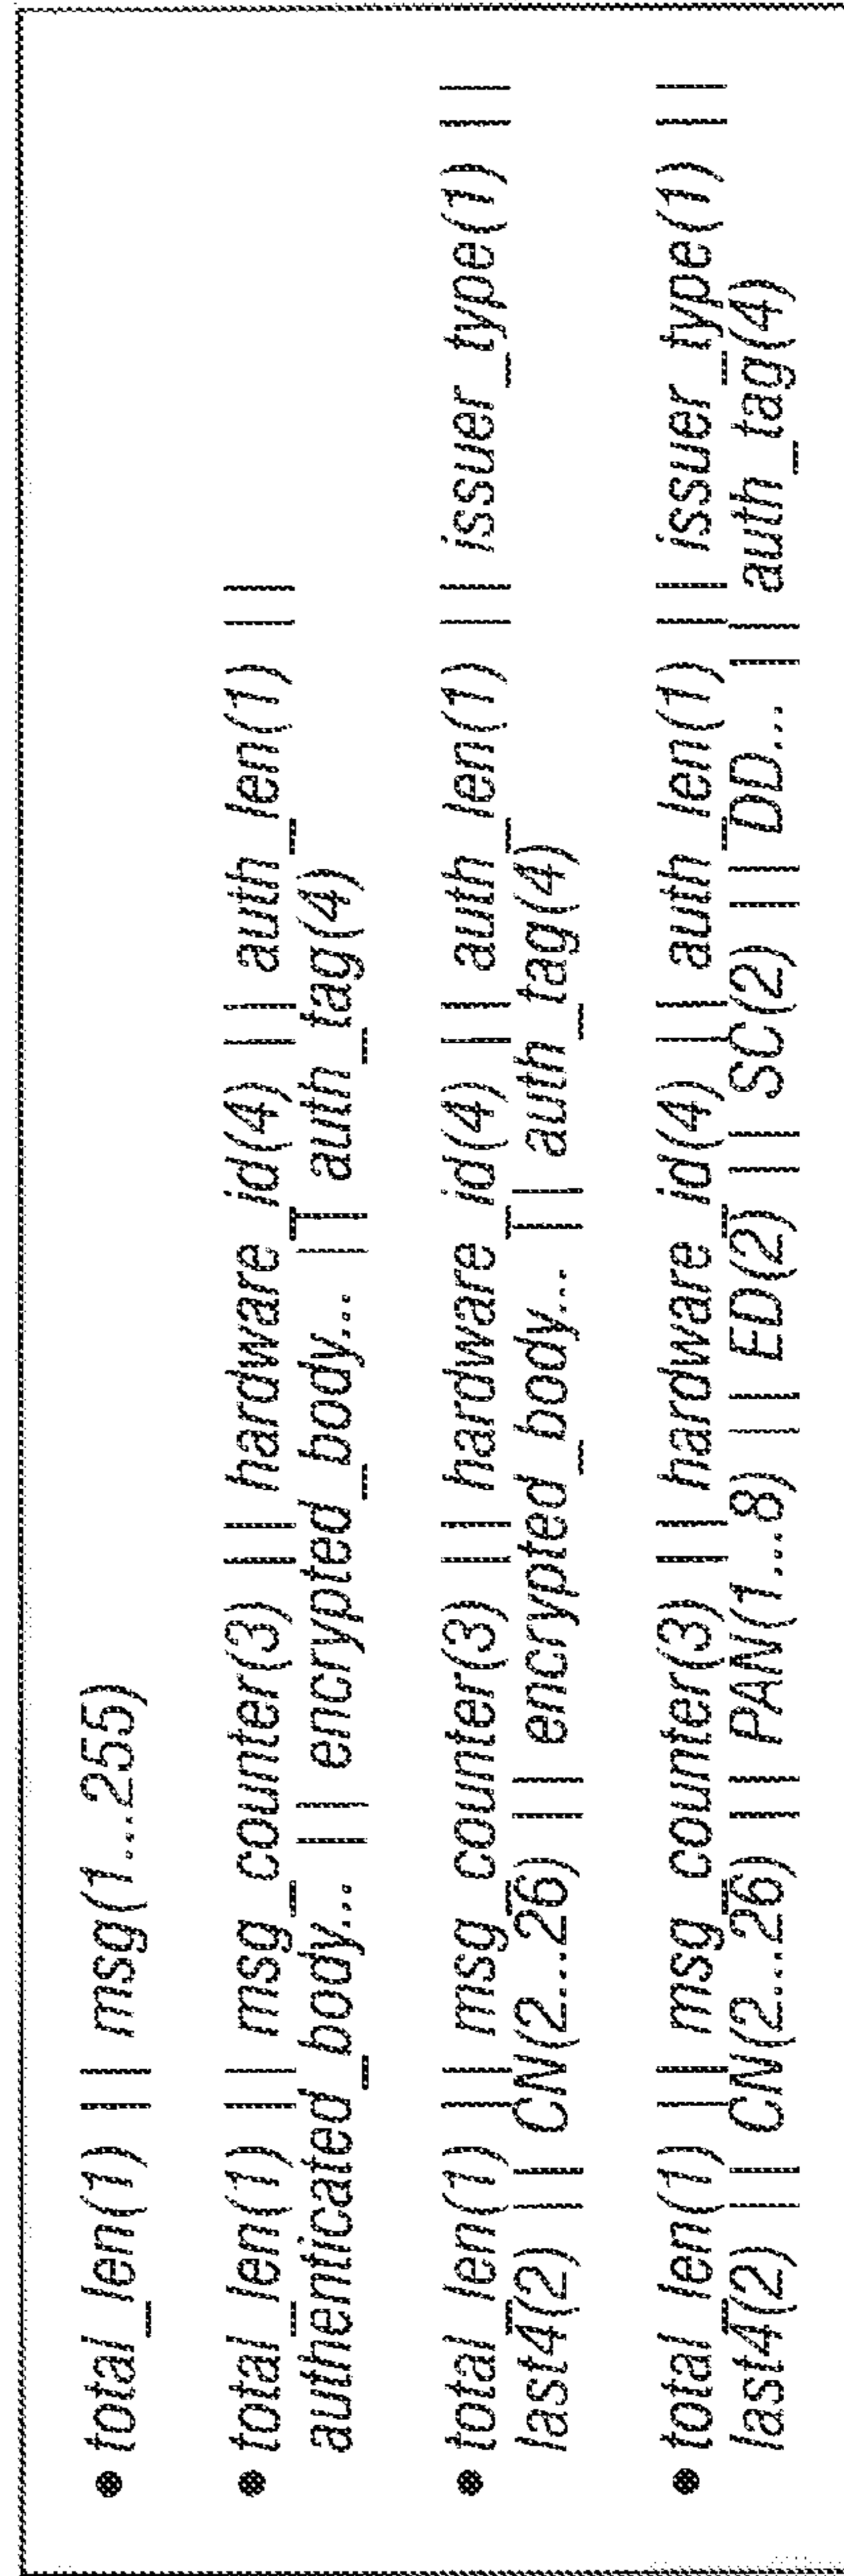 • total_len(1) || msg(1...255)
• total_len(1) || msg_counter(3) || hardware_id(4) || auth_len(1) ||
authenticated_body... || encrypted_body... || auth_tag(4)
• total_len(1) || msg_counter(3) || hardware_id(4) || auth_len(1) || issuer_type(1) ||
last4(2) || CN(2...26) || encrypted_body... || auth_tag(4)
• total_len(1) || msg_counter(3) || hardware_id(4) || auth_len(1) || issuer_type(1) ||
last4(2) || CN(2...26) || PAN(1...8) || ED(2) || SC(2) || DD... || auth_tag(4)